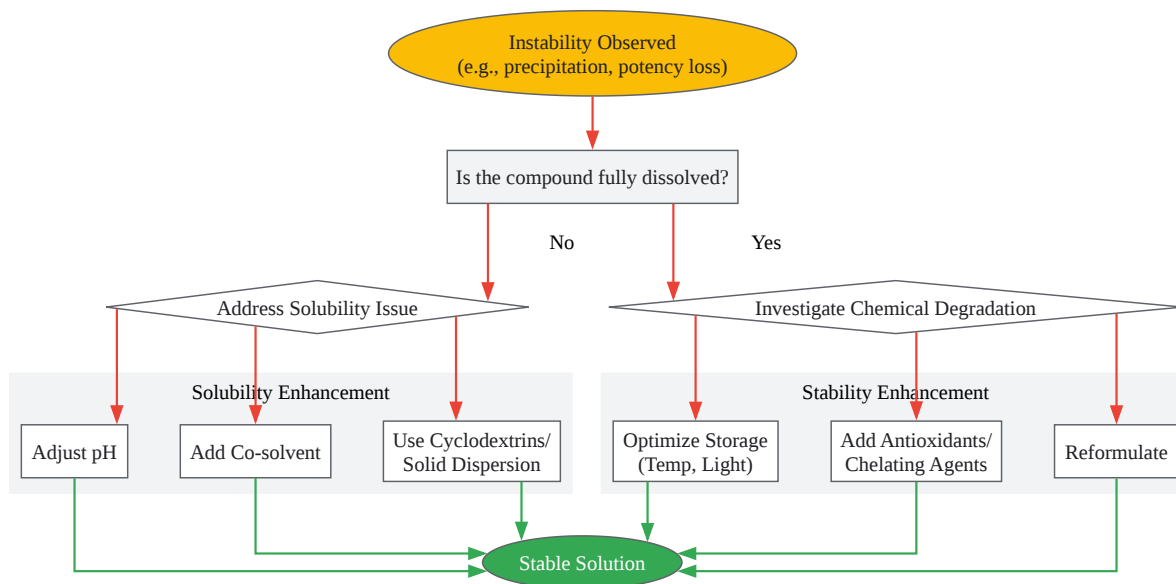 Instability Observed
(e.g., precipitation, potency loss)
Is the compound fully dissolved?
No
Yes
Address Solubility Issue
Investigate Chemical Degradation
Solubility Enhancement
Stability Enhancement
Adjust pH
Add Co-solvent
Use Cyclodextrins/
Solid Dispersion
Optimize Storage
(Temp, Light)
Add Antioxidants/
Chelating Agents
Reformulate
Stable Solution